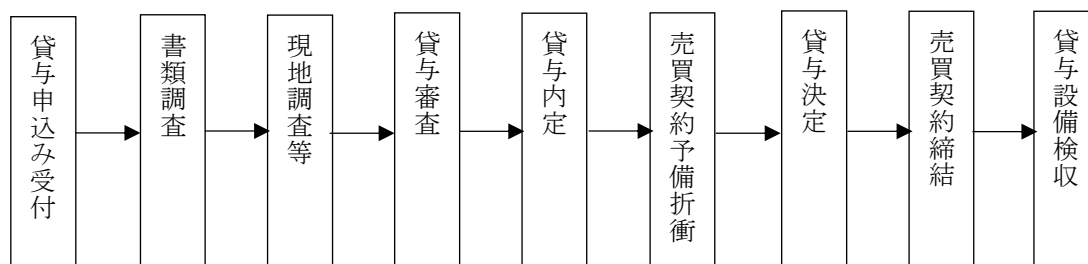 貸与申込み受付
書類調査
現地調査等
貸与審査
貸与内定
売買契約予備折衝
貸与決定
売買契約締結
貸与設備検収